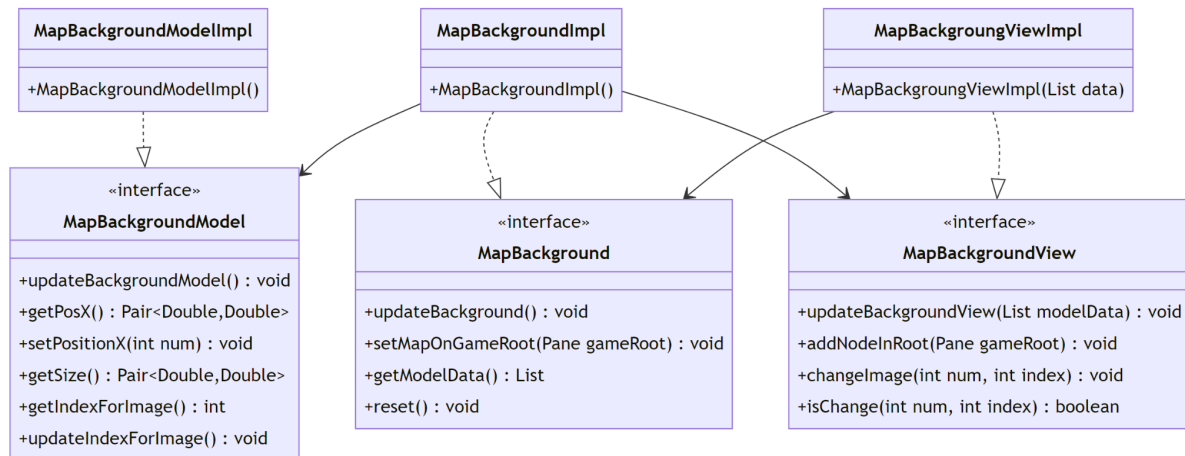 MapBackgroundModelImpl
+MapBackgroundModelImpl()
MapBackgroundImpl
+MapBackgroundImpl()
MapBackgroungViewImpl
+MapBackgroungViewImpl(List data)
«interface»
MapBackgroundModel
+updateBackgroundModel() : void
+getPosX() : Pair<Double,Double>
+setPositionX(int num) : void
+getSize() : Pair<Double,Double>
+getIndexForImage() : int
+updateIndexForImage() : void
«interface»
MapBackground
+updateBackground() : void
+setMapOnGameRoot(Pane gameRoot) : void
+getModelData() : List
+reset() : void
«interface»
MapBackgroundView
+updateBackgroundView(List modelData) : void
+addNodeInRoot(Pane gameRoot) : void
+changeImage(int num, int index) : void
+isChange(int num, int index) : boolean